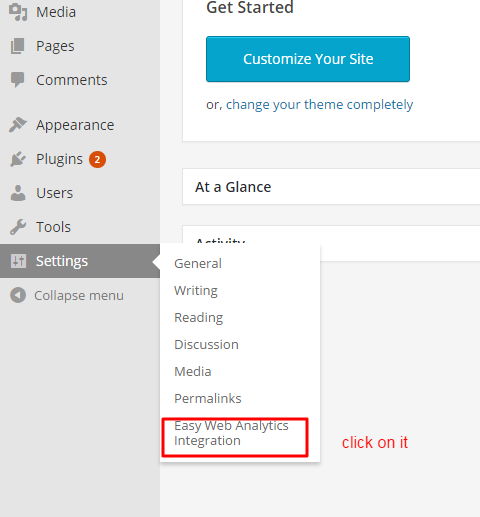 Media
Pages
Comments
Appearance
Plugins 2
Users
Tools
Settings
Collapse menu
Get Started
Customize Your Site
or, change your theme completely
At a Glance
Activity
General
Writing
Reading
Discussion
Media
Permalinks
Easy Web Analytics
Integration
click on it